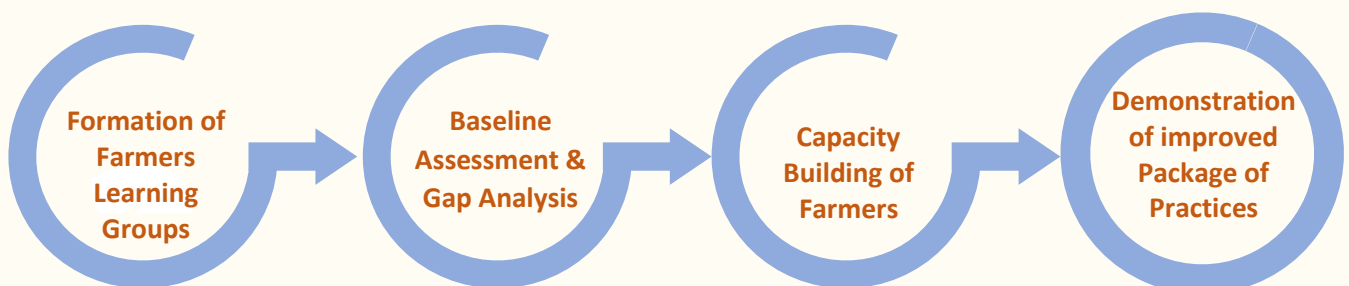 Formation of
Farmers
Learning
Groups
Baseline
Assessment &
Gap Analysis
Capacity
Building of
Farmers
Demonstration
of improved
Package of
Practices